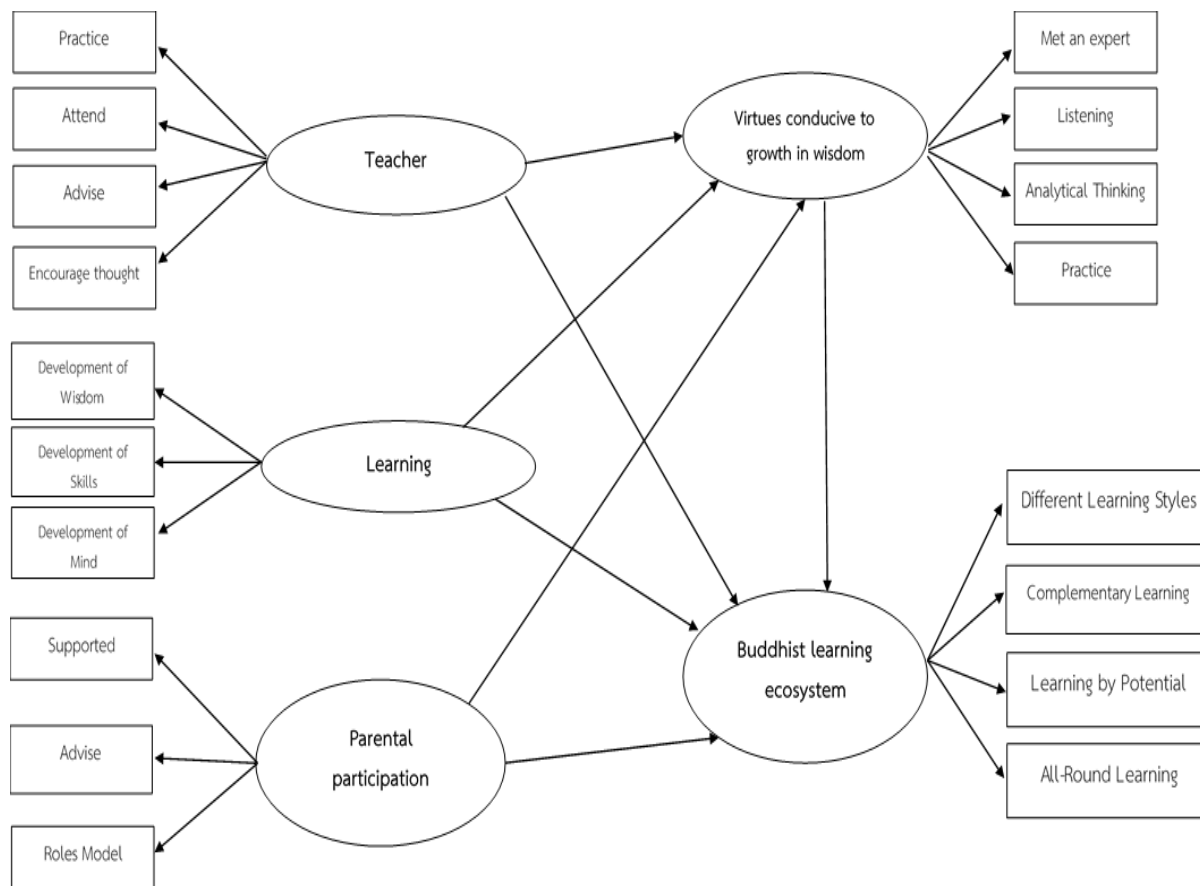 Practice
Attend
Advise
Encourage thought
Teacher
Development of
Wisdom
Development of
Skills
Development of
Mind
Learning
Supported
Advise
Roles Model
Parental
participation
Virtues conducive to
growth in wisdom
Met an expert
Listening
Analytical Thinking
Practice
Buddhist learning
ecosystem
Different Learning Styles
Complementary Learning
Learning by Potential
All-Round Learning